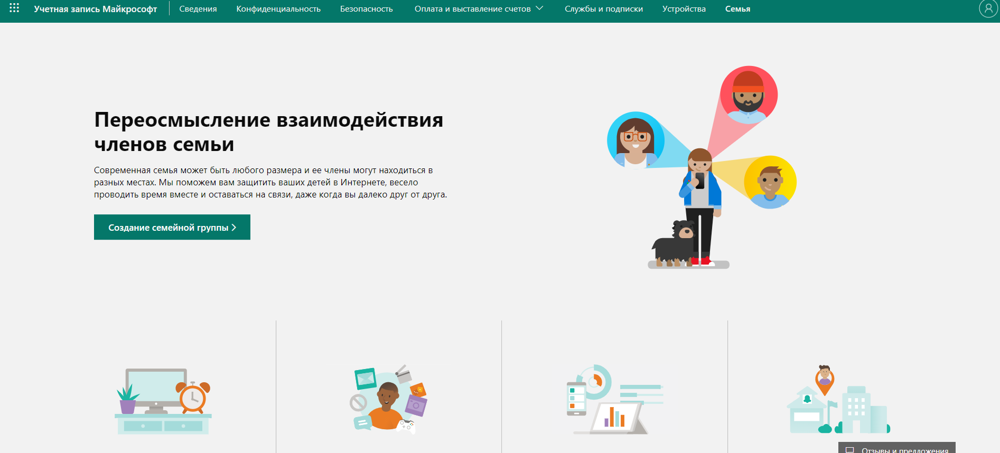 Учетная запись Майкрософт
Сведения
Конфиденциальность
Безопасность
Оплата и выставление счетов
Службы и подписки
Устройства
Семья
Переосмысление взаимодействия
членов семьи
Современная семья может быть любого размера и ее члены могут находиться в
разных местах. Мы поможем вам защитить ваших детей в Интернете, весело
проводить время вместе и оставаться на связи, даже когда вы далеко друг от друга.
Создание семейной группы
Отзывы и предложения